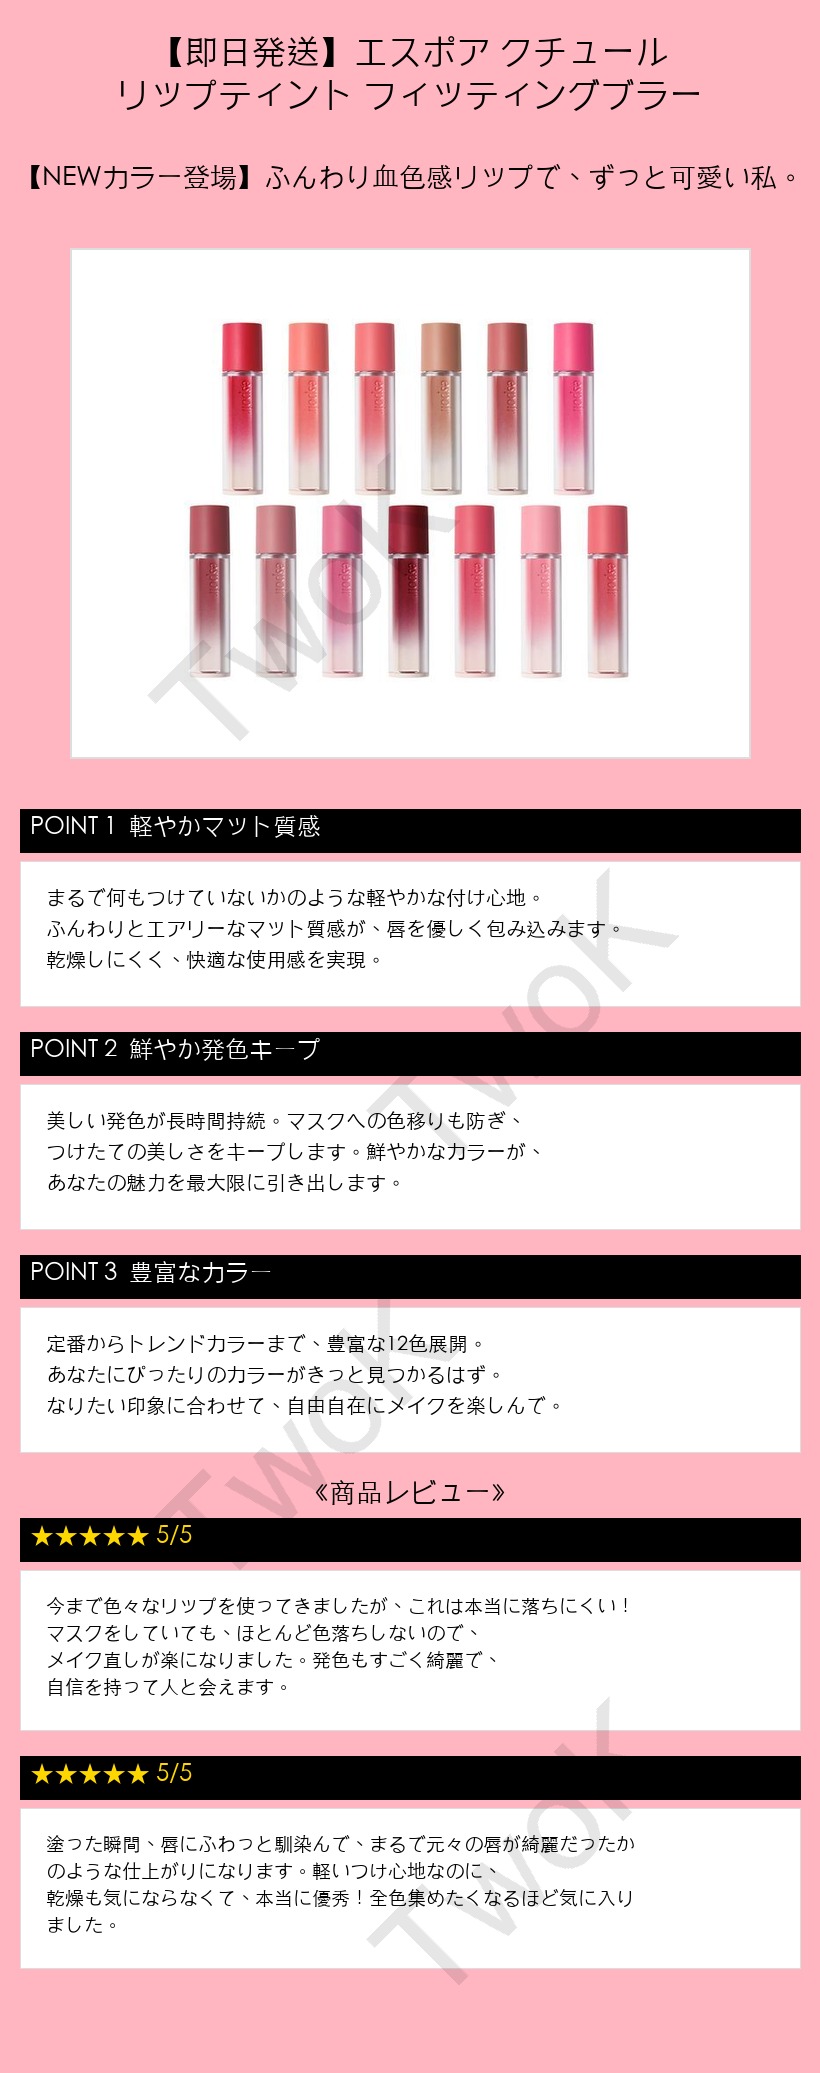 【即日発送】エスポア クチュール
リップティント フィッティングブラー
【NEWカラー登場】ふんわり血色感リップで、ずっと可愛い私。
TwoK
POINT 1 軽やかマット質感
まるで何もつけていないかのような軽やかな付け心地。
ふんわりとエアリーなマット質感が、唇を優しく包み込みます。
乾燥しにくく、快適な使用感を実現。
TwoK
POINT 2 鮮やか発色キープ
美しい発色が長時間持続。マスクへの色移りも防ぎ、
つけたての美しさをキープします。鮮やかなカラーが、
あなたの魅力を最大限に引き出します。
POINT 3 豊富なカラー
定番からトレンドカラーまで、豊富な12色展開。
あなたにぴったりのカラーがきっと見つかるはず。
なりたい印象に合わせて、自由自在にメイクを楽しんで。
TwoK
《商品レビュー》
★★★★★ 5/5
今まで色々なリップを使ってきましたが、これは本当に落ちにくい！
マスクをしていても、ほとんど色落ちしないので、
メイク直しが楽になりました。発色もすごく綺麗で、
自信を持って人と会えます。
★★★★★ 5/5
塗った瞬間、唇にふわっと馴染んで、まるで元々の唇が綺麗だったか
のような仕上がりになります。軽いつけ心地なのに、
乾燥も気にならなくて、本当に優秀！全色集めたくなるほど気に入り
ました。
TwoK